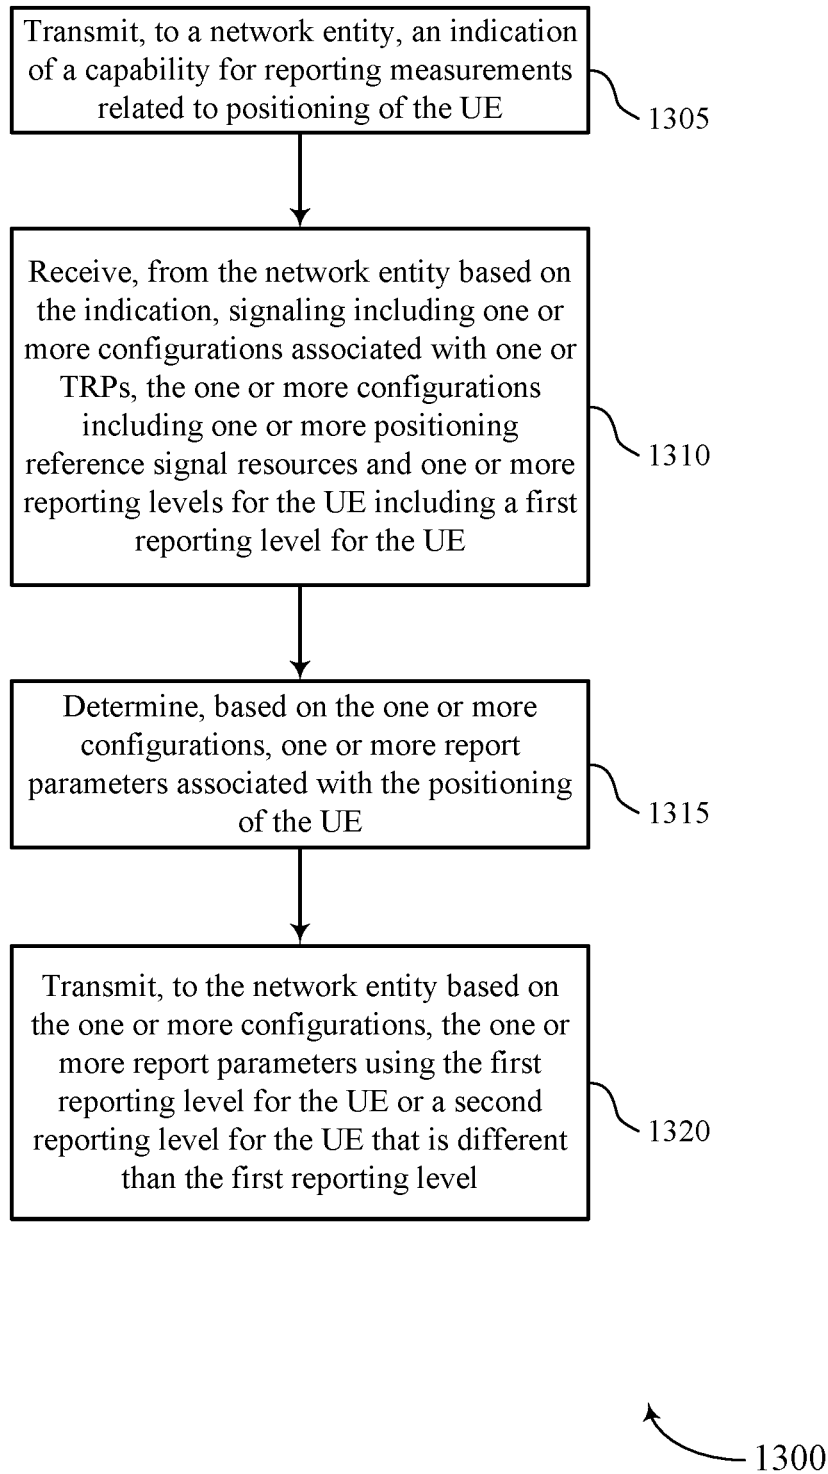 Transmit, to a network entity, an indication
of a capability for reporting measurements
related to positioning of the UE
1305
Receive, from the network entity based on
the indication, signaling including one or
more configurations associated with one or
TRPs, the one or more configurations
including one or more positioning
reference signal resources and one or more
reporting levels for the UE including a first
reporting level for the UE
1310
Determine, based on the one or more
configurations, one or more report
parameters associated with the positioning
of the UE
1315
Transmit, to the network entity based on
the one or more configurations, the one or
more report parameters using the first
reporting level for the UE or a second
reporting level for the UE that is different
than the first reporting level
1320
1300